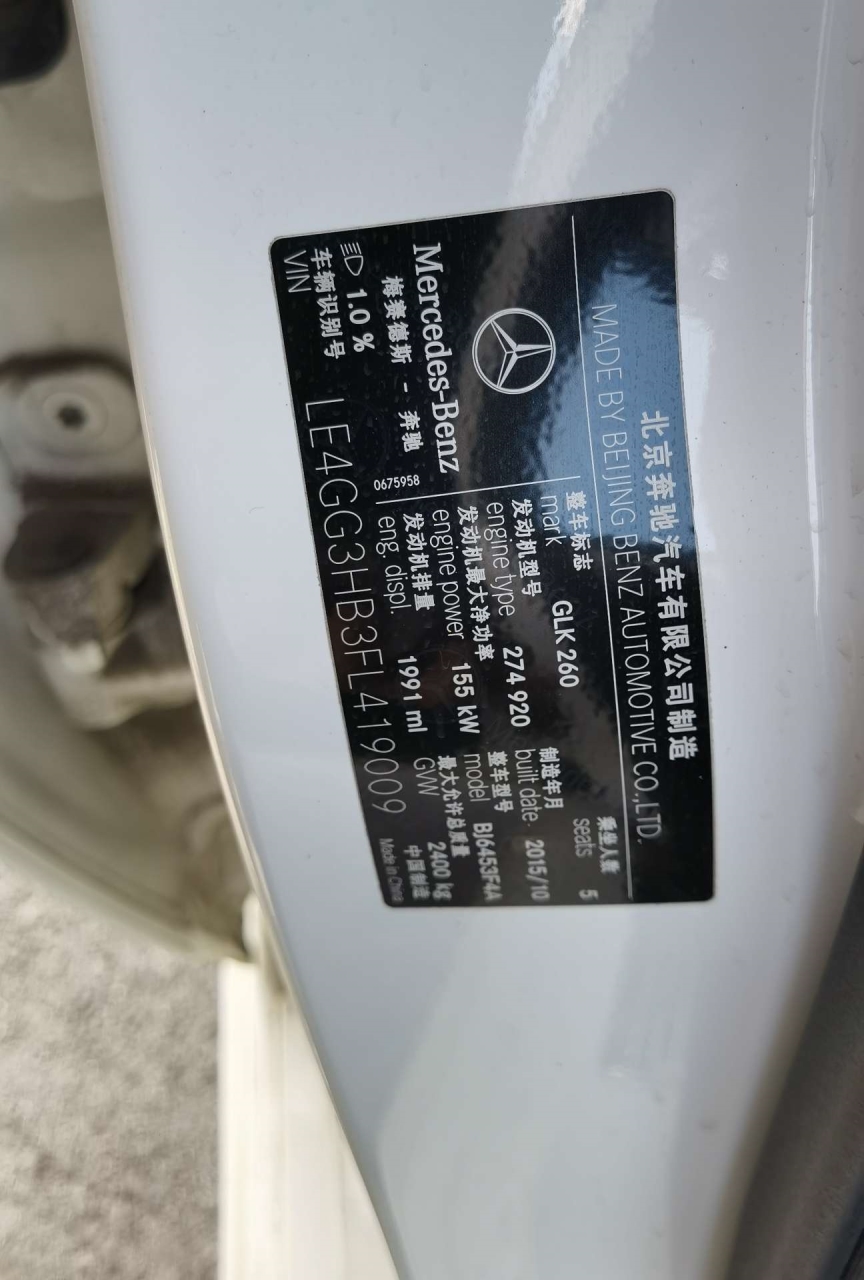 北京奔驰汽车有限公司制造
MADE BY BEIJING BENZ AUTOMOTIVE CO.,LTD.
整车标志 mark GLK 260 乘坐人数 seats 5
发动机型号 engine type 274 920 制造年月 built date 2015/10
发动机最大净功率 engine power 155 kW 整车型号 model BJ6453F4A
发动机排量 eng. displ. 1991 ml 最大允许总质量 GVW 2400 kg
Mercedes-Benz
梅赛德斯 - 奔驰
0675958
1.0 %
中国制造
Made in China
车辆识别号
VIN LE4GG3HB3FL419009